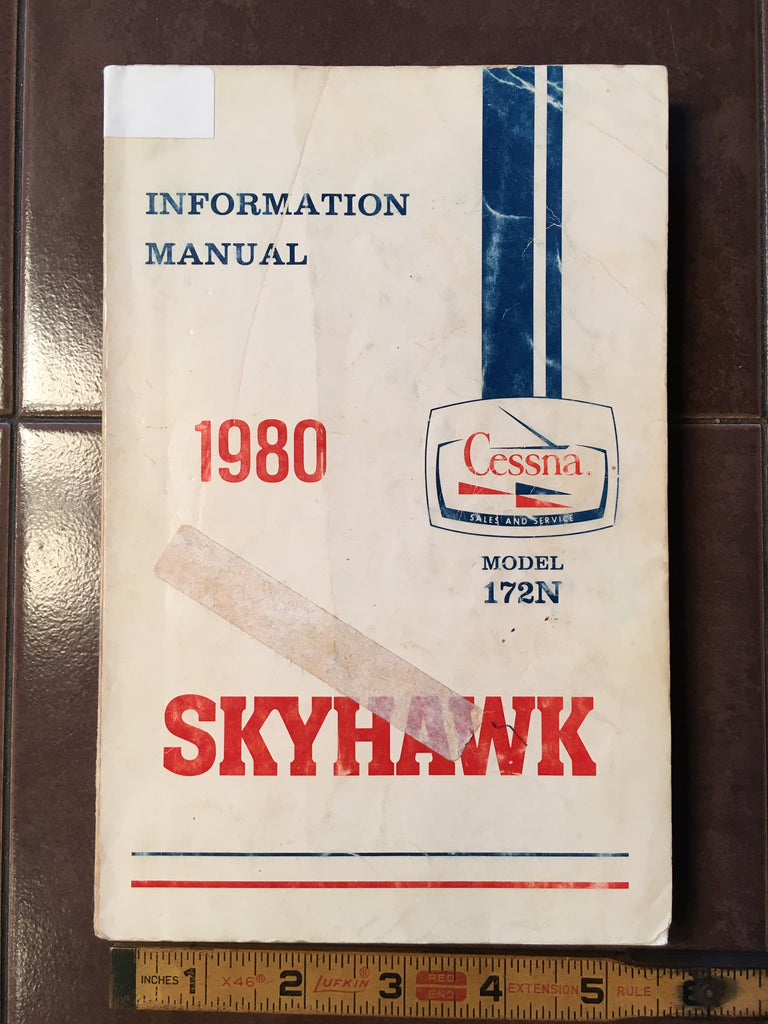 INFORMATION
MANUAL
1980
Cessna.
SALES AND SERVICE
MODEL
172N
SKYHAWK
INCHES 1 X46® 2 LUFKIN® 3 RED END 4 EXTENSION 5 RULE 6